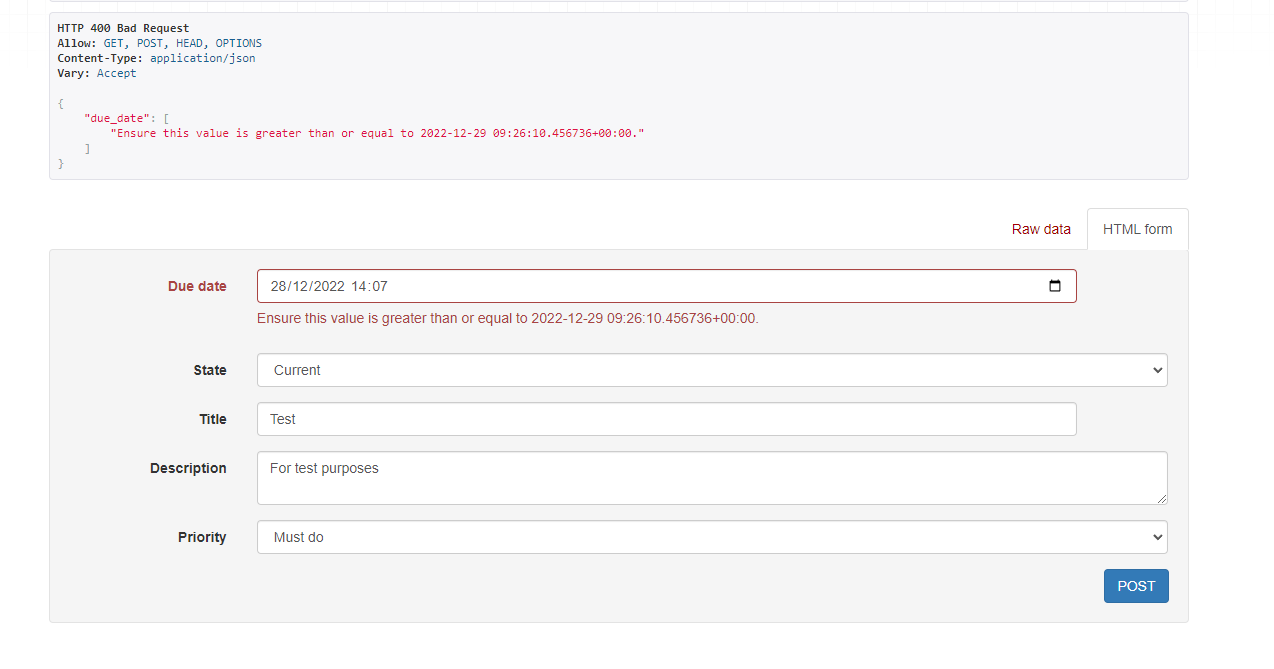 HTTP 400 Bad Request
Allow: GET, POST, HEAD, OPTIONS
Content-Type: application/json
Vary: Accept
{
"due_date": [
"Ensure this value is greater than or equal to 2022-12-29 09:26:10.456736+00:00."
]
}
Raw data
HTML form
Due date
28/12/2022 14:07
Ensure this value is greater than or equal to 2022-12-29 09:26:10.456736+00:00.
State
Current
Title
Test
Description
For test purposes
Priority
Must do
POST